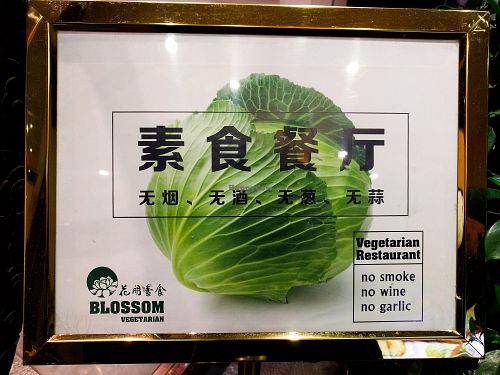 素食餐厅
无烟、无酒、无葱、无蒜
Vegetarian
Restaurant
no smoke
no wine
no garlic
花开素食
BLOSSOM
VEGETARIAN